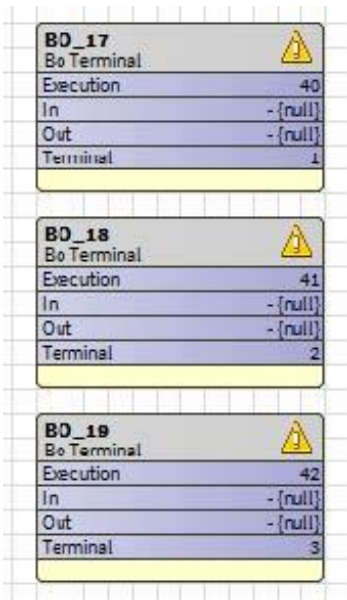 BO_17
Bo Terminal
Execution 40
In - {null}
Out - {null}
Terminal 1
BO_18
Bo Terminal
Execution 41
In - {null}
Out - {null}
Terminal 2
BO_19
Bo Terminal
Execution 42
In - {null}
Out - {null}
Terminal 3